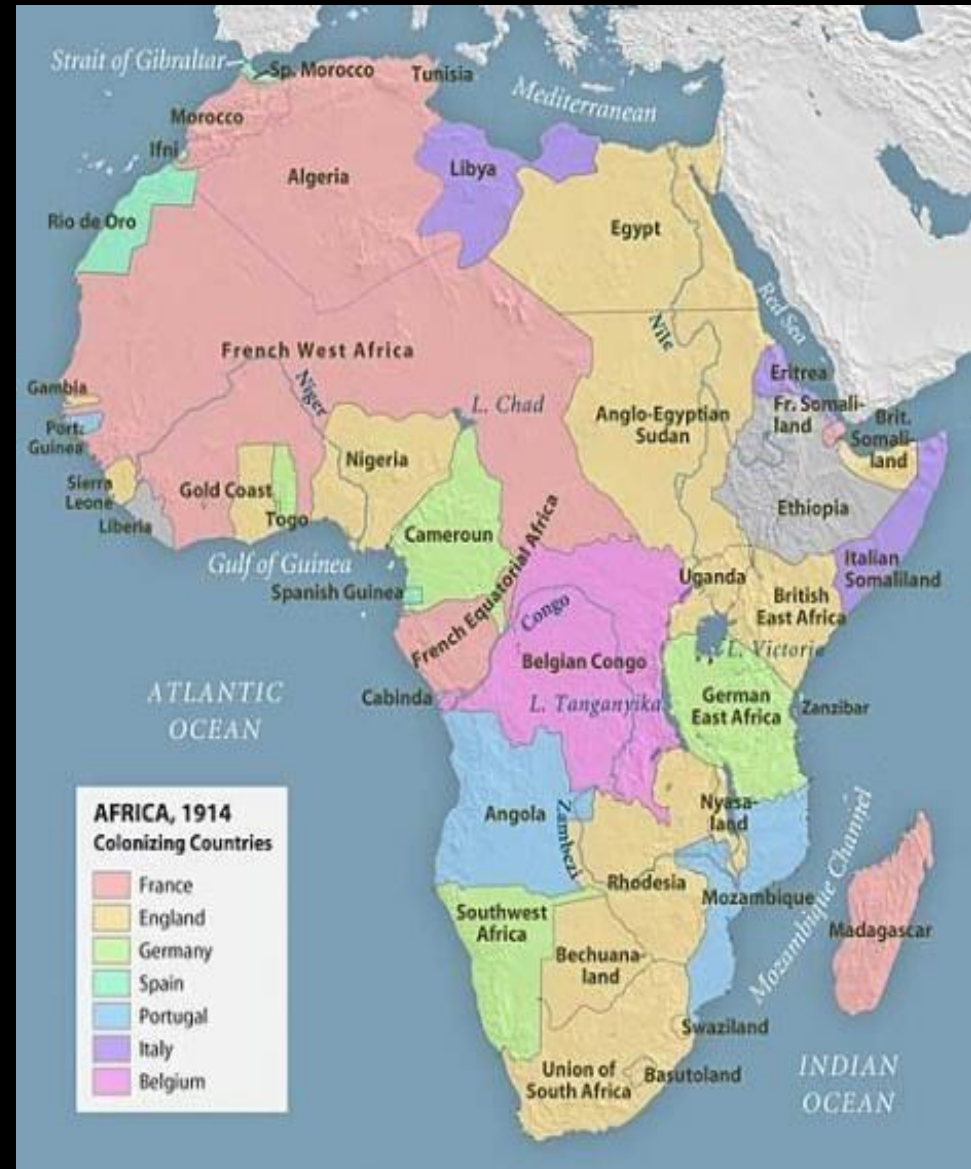 Strait of Gibraltar
Sp. Morocco
Tunisia
Mediterranean
Morocco
Ifni
Algeria
Libya
Rio de Oro
Egypt
Red Sea
French West Africa
Nile
Niger
Gambia
L. Chad
Eritrea
Fr. Somali-
land
Brit.
Somali-
land
Port.
Guinea
Anglo-Egyptian
Sudan
Nigeria
Sierra
Leone
Gold Coast
Togo
Liberia
Ethiopia
Cameroun
Gulf of Guinea
Italian
Somaliland
Spanish Guinea
French Equatorial Africa
Uganda
British
East Africa
Congo
L. Victoria
Belgian Congo
Cabinda
L. Tanganyika
German
East Africa
Zanzibar
ATLANTIC
OCEAN
Angola
Zambezi
Nyasa-
land
Mozambique Channel
Rhodesia
Mozambique
Southwest
Africa
Madagascar
Bechuana-
land
Swaziland
Union of
South Africa
Basutoland
INDIAN
OCEAN
AFRICA, 1914
Colonizing Countries
France
England
Germany
Spain
Portugal
Italy
Belgium